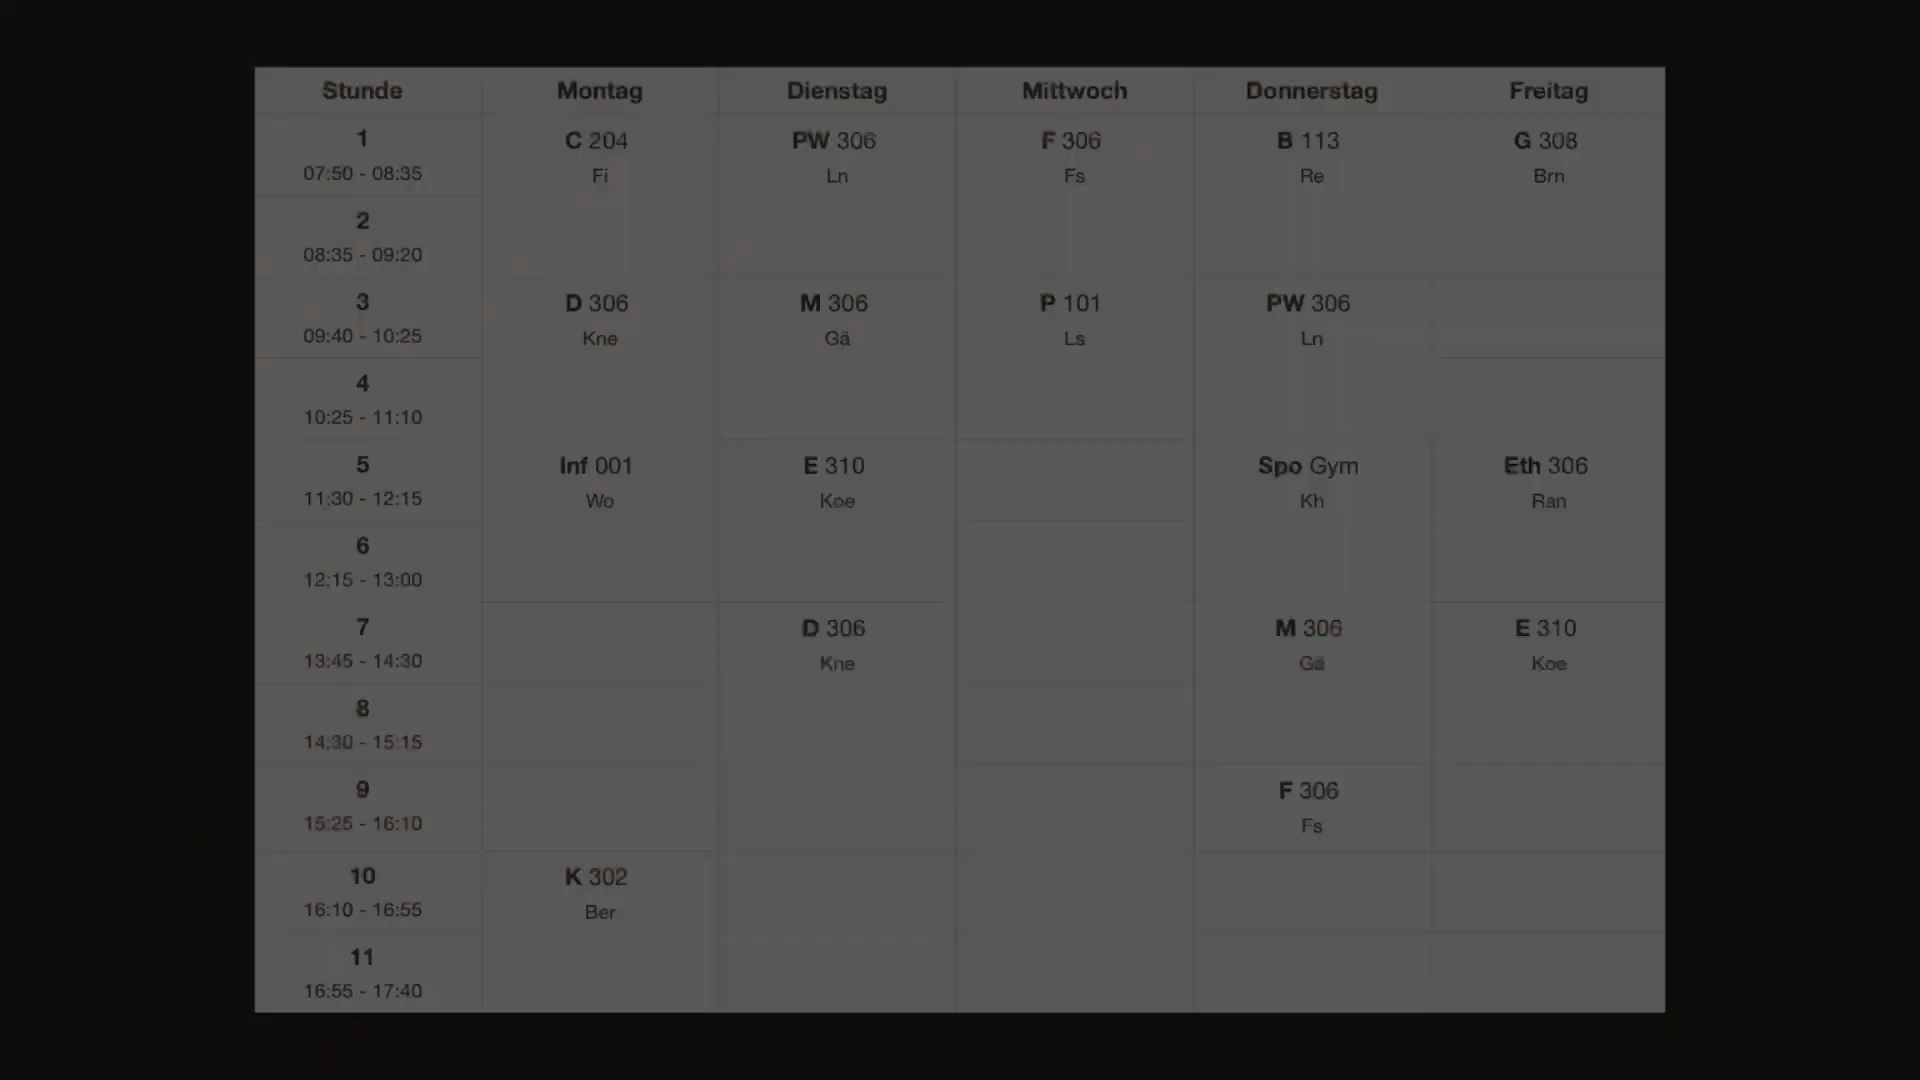 Stunde Montag Dienstag Mittwoch Donnerstag Freitag
1 C 204 PW 306 F 306 B 113 G 308
07:50 - 08:35 Fi Ln Fs Re Brn
2
08:35 - 09:20
3 D 306 M 306 P 101 PW 306
09:40 - 10:25 Kne Gä Ls Ln
4
10:25 - 11:10
5 Inf 001 E 310 Spo Gym Eth 306
11:30 - 12:15 Wo Koe Kh Ran
6
12:15 - 13:00
7 D 306 M 306 E 310
13:45 - 14:30 Kne Gä Koe
8
14:30 - 15:15
9 F 306
15:25 - 16:10 Fs
10 K 302
16:10 - 16:55 Ber
11
16:55 - 17:40